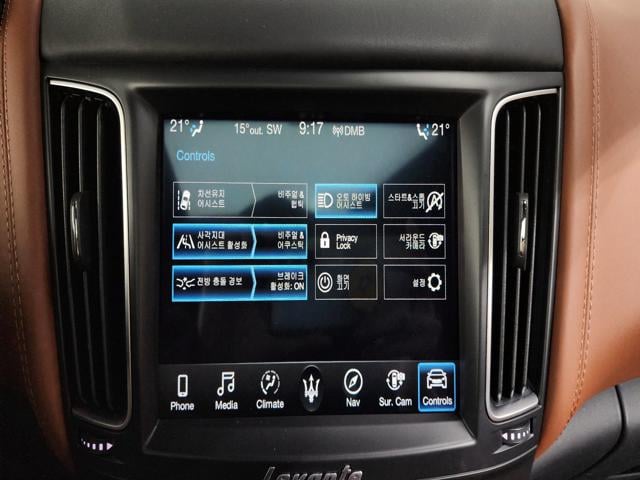 21°
15°out. SW
9:17
DMB
21°
Controls
차선유지
어시스트
비주얼 &
햅틱
오토 하이빔
어시스트
스타트&스톱
끄기
사각지대
어시스트 활성화
비주얼 &
어쿠스틱
Privacy
Lock
서라운드
카메라
전방 충돌 경보
브레이크
활성화: ON
화면
끄기
설정
Phone
Media
Climate
Nav
Sur. Cam
Controls
Levante